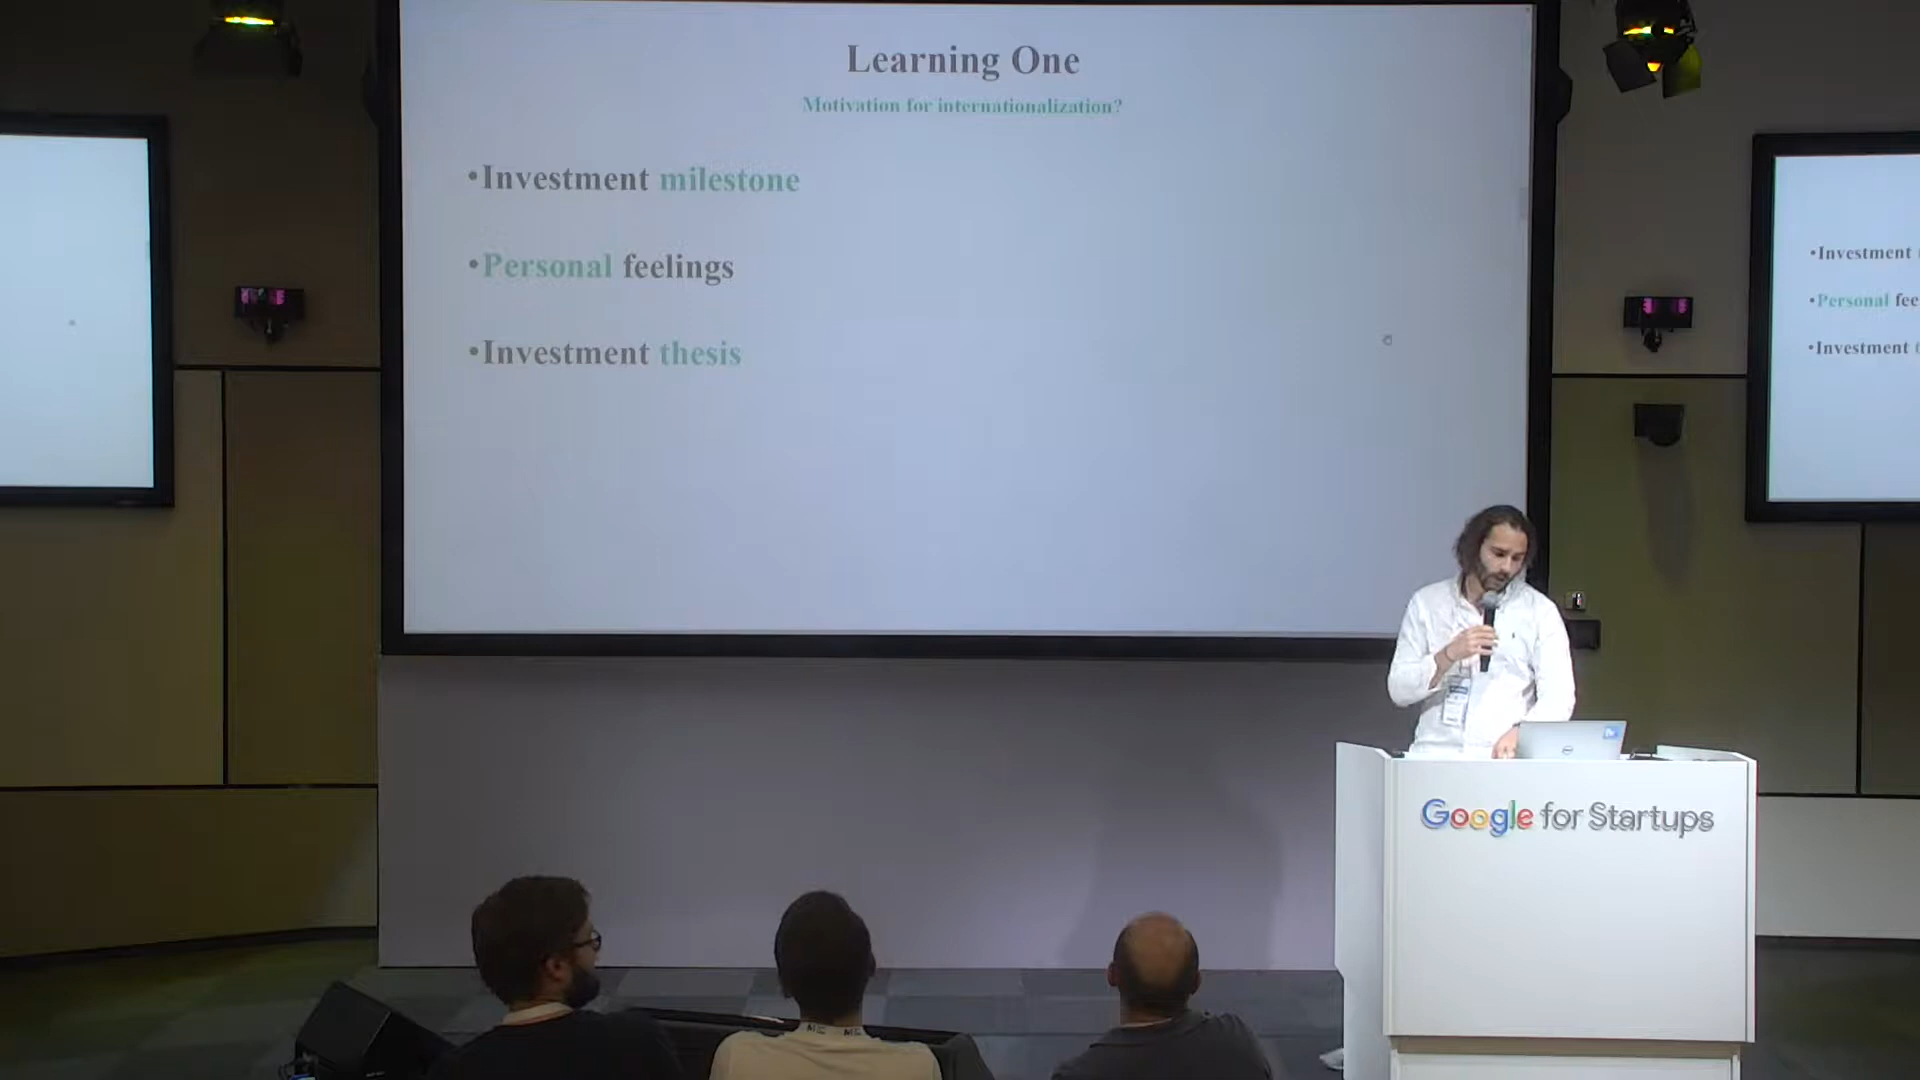 Learning One
Motivation for internationalization?
•Investment milestone
•Personal feelings
•Investment thesis
•Investment
•Personal fee
•Investment
Google for Startups